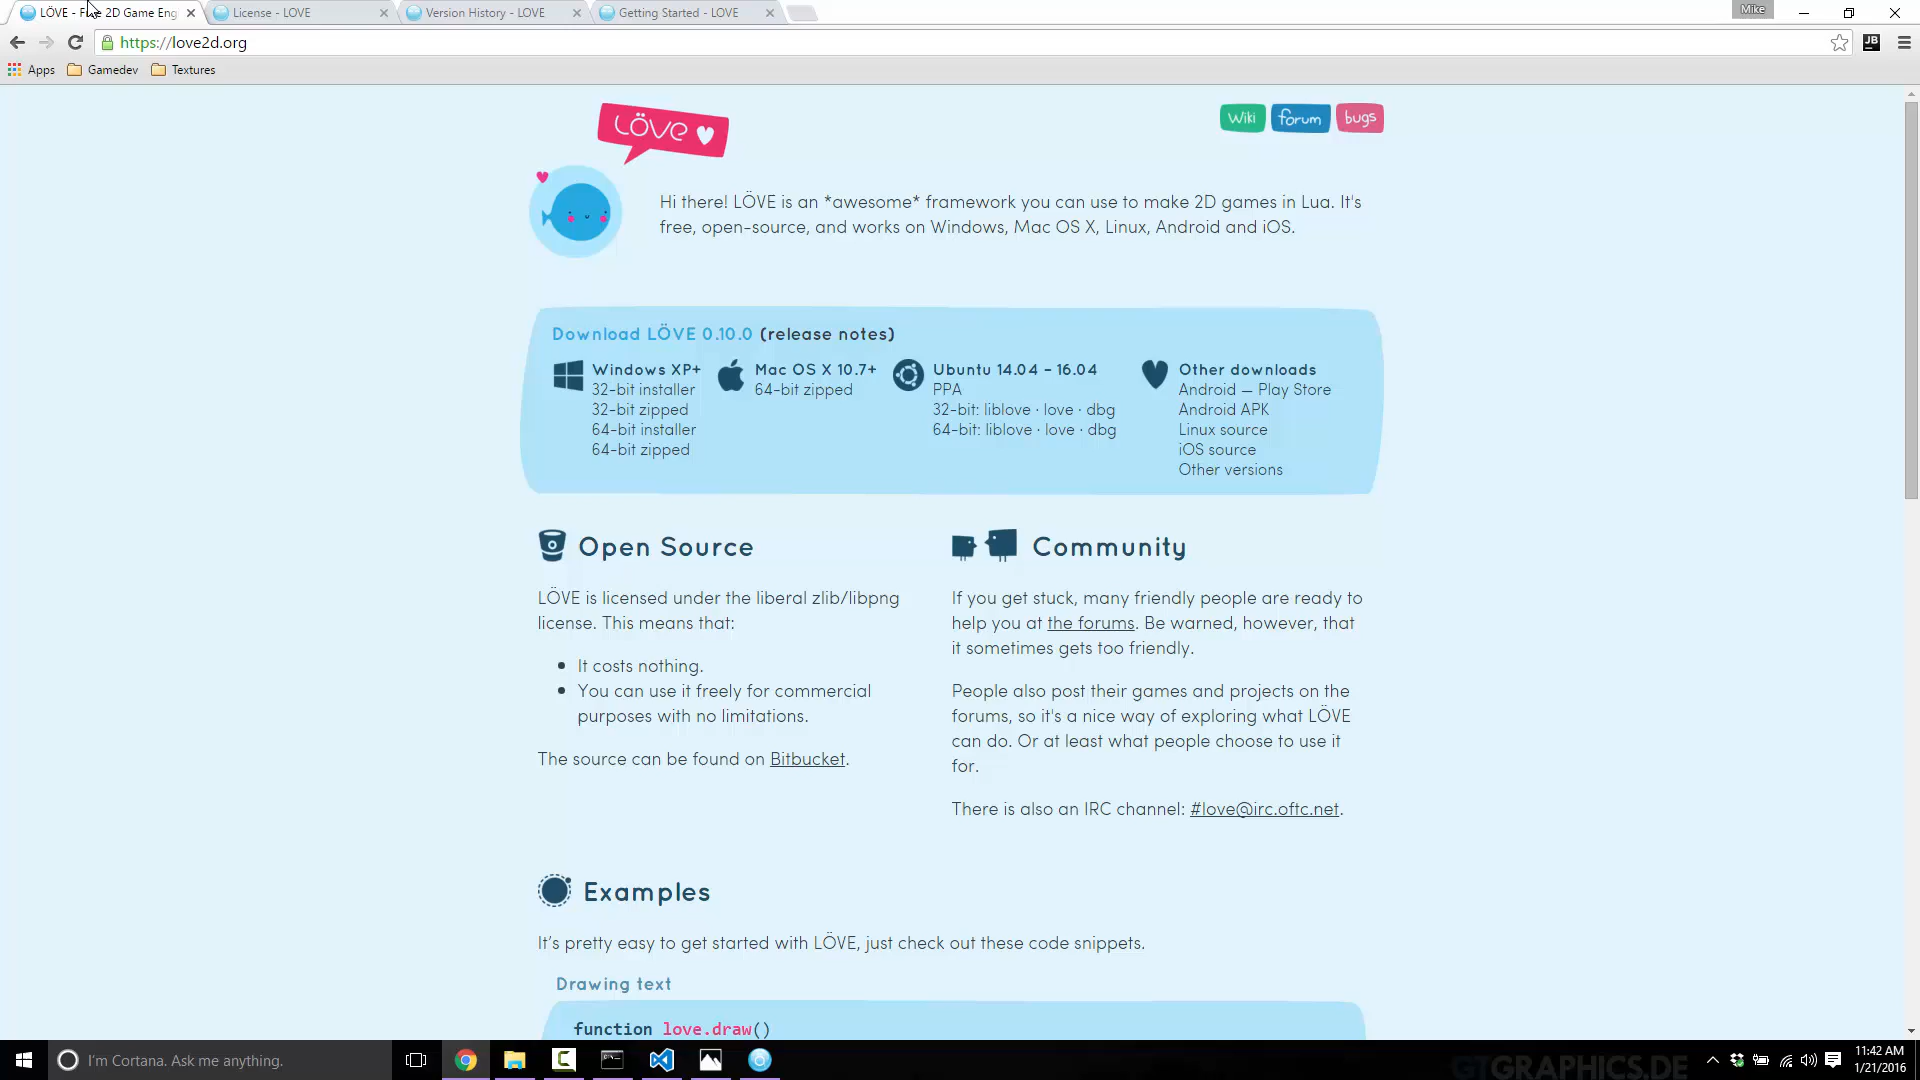 LÖVE - Free 2D Game Eng
License - LOVE
Version History - LOVE
Getting Started - LOVE
Mike
https://love2d.org
JB
Apps
Gamedev
Textures
LÖVE
Wiki
forum
bugs
Hi there! LÖVE is an *awesome* framework you can use to make 2D games in Lua. It's
free, open-source, and works on Windows, Mac OS X, Linux, Android and iOS.
Download LÖVE 0.10.0 (release notes)
Windows XP+
32-bit installer
32-bit zipped
64-bit installer
64-bit zipped
Mac OS X 10.7+
64-bit zipped
Ubuntu 14.04 – 16.04
PPA
32-bit: liblove · love · dbg
64-bit: liblove · love · dbg
Other downloads
Android — Play Store
Android APK
Linux source
iOS source
Other versions
Open Source
LÖVE is licensed under the liberal zlib/libpng
license. This means that:
It costs nothing.
You can use it freely for commercial
purposes with no limitations.
The source can be found on Bitbucket.
Community
If you get stuck, many friendly people are ready to
help you at the forums. Be warned, however, that
it sometimes gets too friendly.
People also post their games and projects on the
forums, so it's a nice way of exploring what LÖVE
can do. Or at least what people choose to use it
for.
There is also an IRC channel: #love@irc.oftc.net.
Examples
It's pretty easy to get started with LÖVE, just check out these code snippets.
Drawing text
function love.draw()
I'm Cortana. Ask me anything.
GTGRAPHICS.DE
11:42 AM
1/21/2016